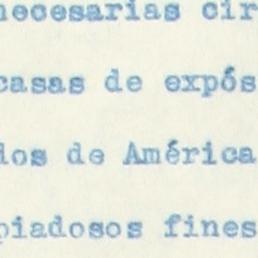 necesarias cir
casas de expós
dos de América
piadosos fines